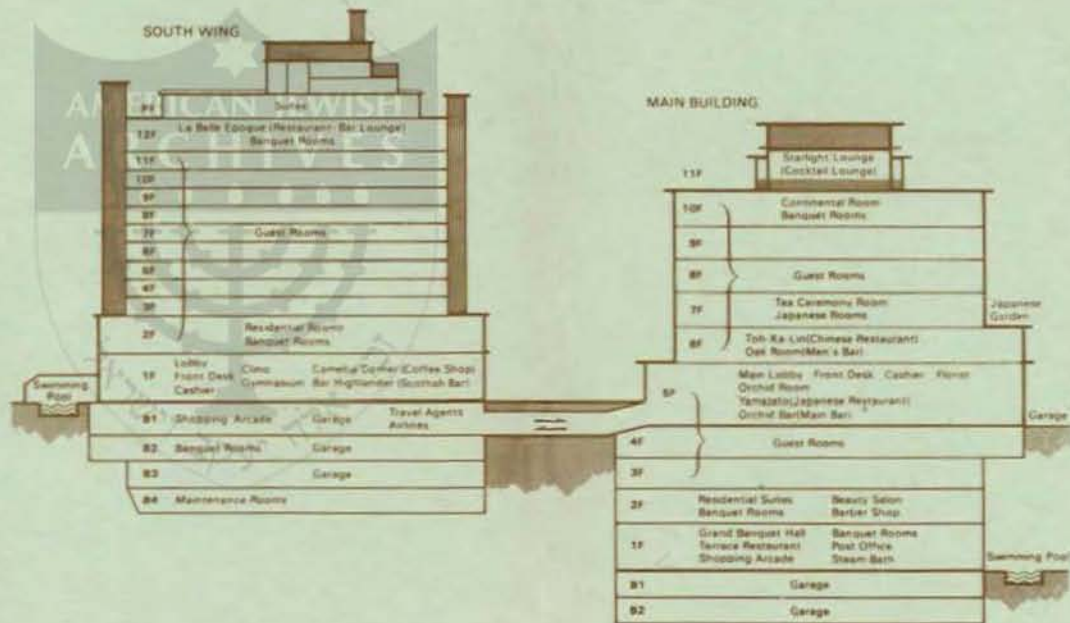 SOUTH WING
AMERICAN JEWISH
ARCHIVES
Suites
12F La Belle Epoque (Restaurant · Bar Lounge)
Banquet Rooms
11F
10F
9F
8F
7F Guest Rooms
6F
5F
4F
3F
2F Residential Rooms
Banquet Rooms
1F Lobby Clinic Camellia Corner (Coffee Shop)
Front Desk Gymnasium Bar Highlander (Scottish Bar)
Cashier
Swimming
Pool
B1 Shopping Arcade Garage Travel Agents
Airlines
B2 Banquet Rooms Garage
B3 Garage
B4 Maintenance Rooms
MAIN BUILDING
11F Starlight Lounge
(Cocktail Lounge)
10F Continental Room
Banquet Rooms
9F
8F Guest Rooms
7F Tea Ceremony Room
Japanese Rooms
Japanese
Garden
6F Toh-Ka-Lin(Chinese Restaurant)
Oak Room(Men's Bar)
5F Main Lobby Front Desk Cashier Florist
Orchid Room
Yamazato(Japanese Restaurant)
Orchid Bar(Main Bar)
Garage
4F Guest Rooms
3F
2F Residential Suites Beauty Salon
Banquet Rooms Barber Shop
1F Grand Banquet Hall Banquet Rooms
Terrace Restaurant Post Office
Shopping Arcade Steam Bath
Swimming Pool
B1 Garage
B2 Garage